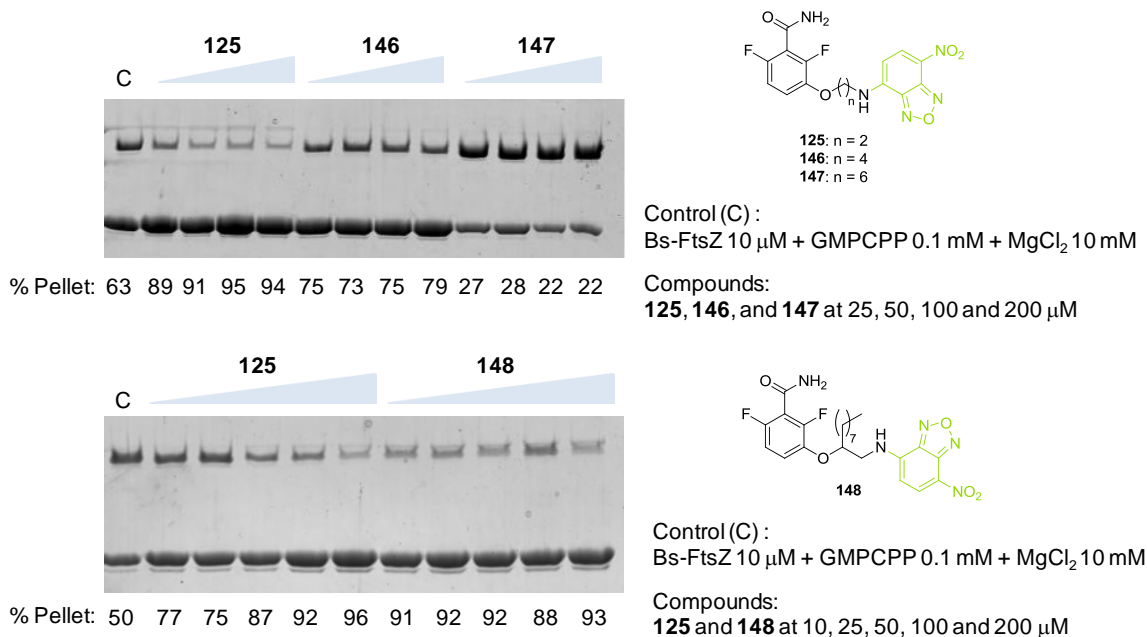 125 146 147
C
% Pellet: 63 89 91 95 94 75 73 75 79 27 28 22 22
O NH₂
F F
O ( )n N H
NO₂
N O N
125: n = 2
146: n = 4
147: n = 6
Control (C) :
Bs-FtsZ 10 μM + GMPCPP 0.1 mM + MgCl₂ 10 mM
Compounds:
125, 146, and 147 at 25, 50, 100 and 200 μM
125 148
C
% Pellet: 50 77 75 87 92 96 91 92 92 88 93
O NH₂
F F
( )7
O
H N
N O N
NO₂
148
Control (C) :
Bs-FtsZ 10 μM + GMPCPP 0.1 mM + MgCl₂ 10 mM
Compounds:
125 and 148 at 10, 25, 50, 100 and 200 μM